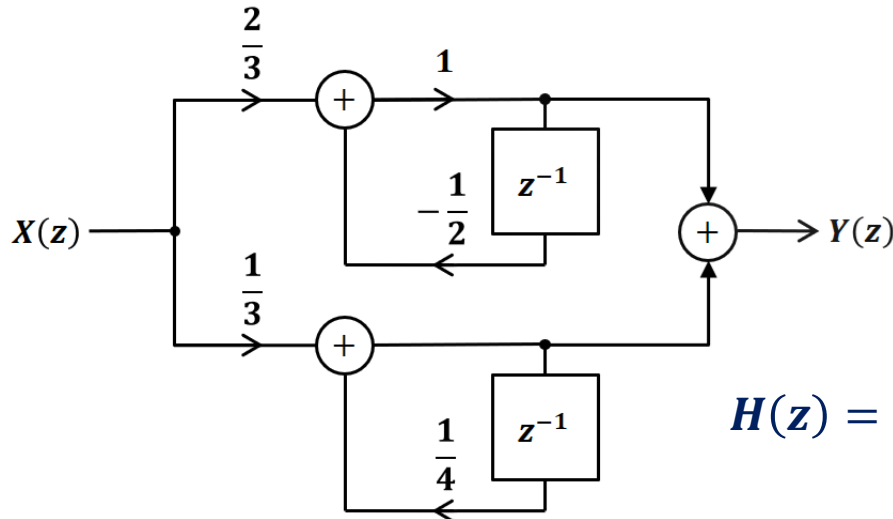 2/3
1
+
z⁻¹
− 1/2
X(z)
+
Y(z)
1/3
+
z⁻¹
1/4
H(z) =